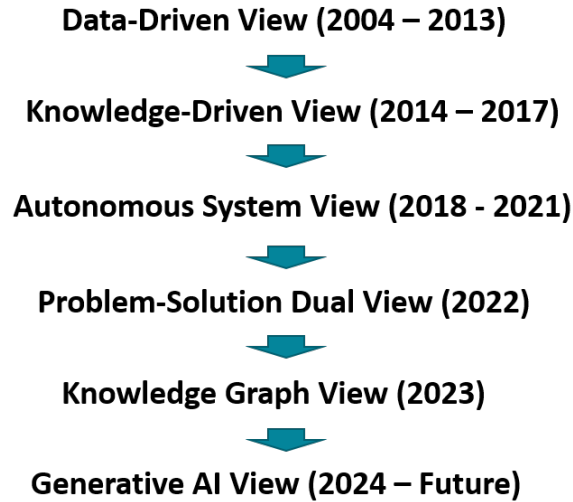 Data-Driven View (2004 – 2013)
Knowledge-Driven View (2014 – 2017)
Autonomous System View (2018 - 2021)
Problem-Solution Dual View (2022)
Knowledge Graph View (2023)
Generative AI View (2024 – Future)